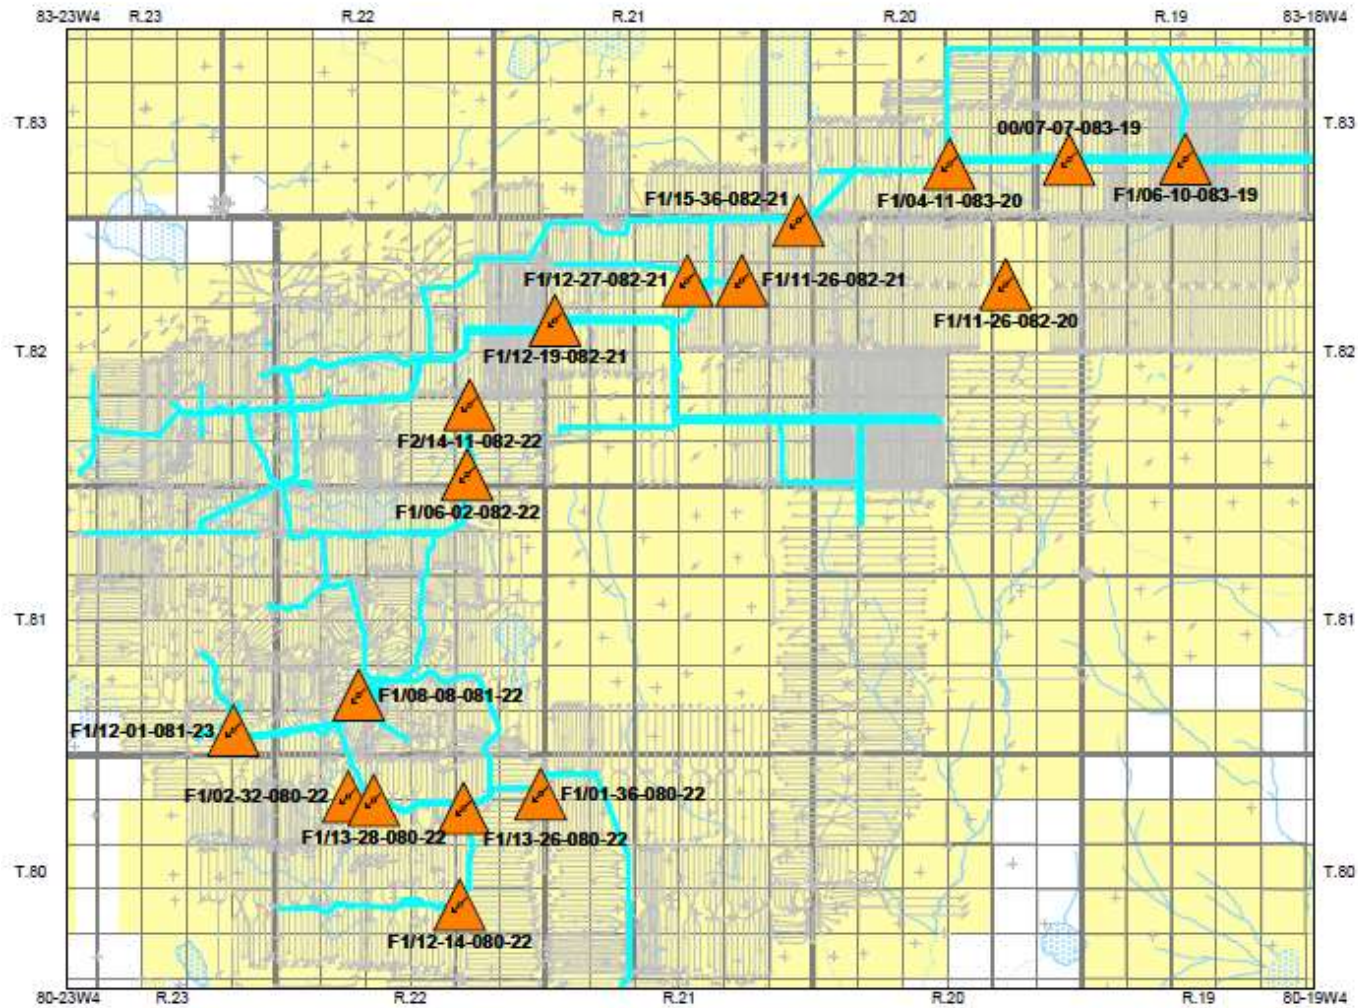 83-23W4 R.23 R.22 R.21 R.20 R.19 83-18W4
T.83 T.83
00/07-07-083-19
F1/15-36-082-21
F1/04-11-083-20
F1/06-10-083-19
F1/12-27-082-21
F1/11-26-082-21
F1/11-26-082-20
F1/12-19-082-21
T.82 T.82
F2/14-11-082-22
F1/06-02-082-22
T.81 T.81
F1/08-08-081-22
F1/12-01-081-23
F1/02-32-080-22
F1/01-36-080-22
F1/13-28-080-22
F1/13-26-080-22
T.80 T.80
F1/12-14-080-22
80-23W4 R.23 R.22 R.21 R.20 R.19 80-19W4